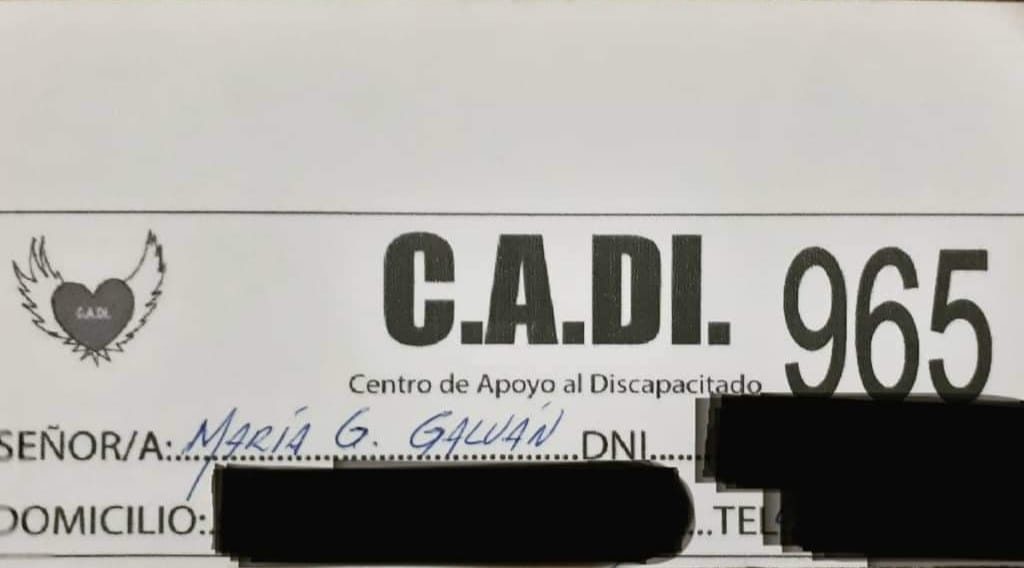 C.A.DI.
C.A.DI. 965
Centro de Apoyo al Discapacitado
SEÑOR/A: MARÍA G. GALVÁN DNI
DOMICILIO: TEL